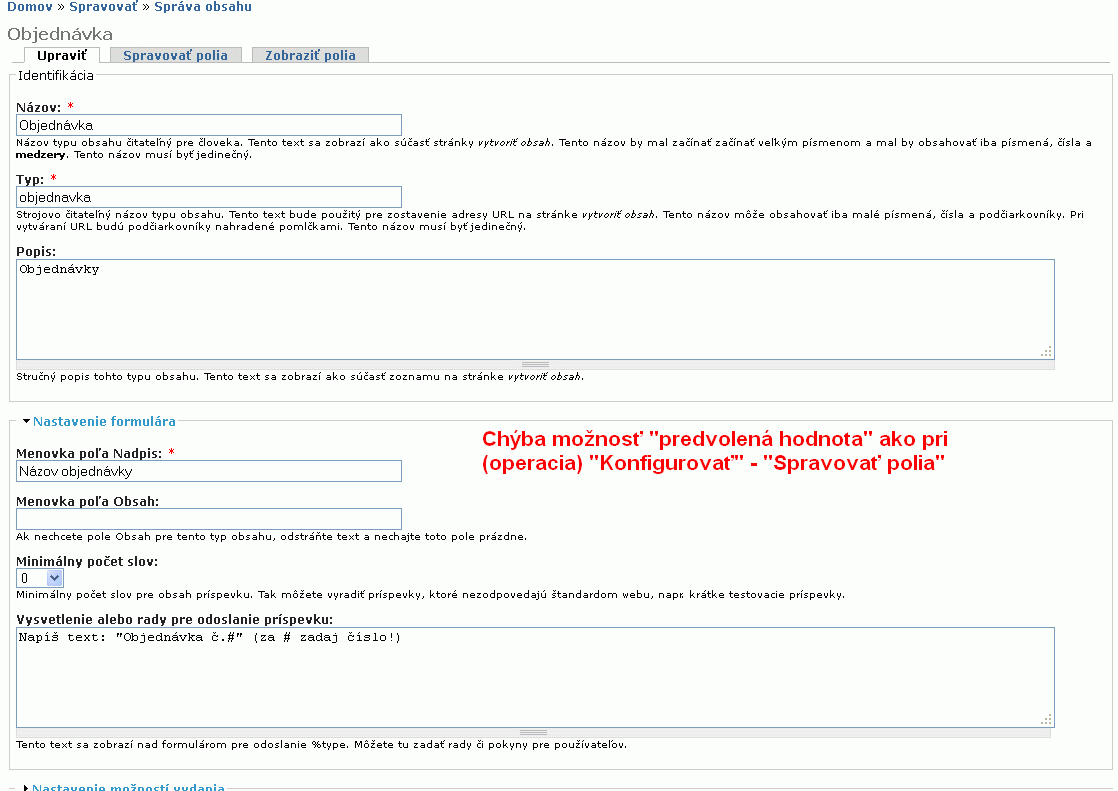 Domov » Spravovať » Správa obsahu
Objednávka
Upraviť Spravovať polia Zobraziť polia
Identifikácia
Názov: *
Objednávka
Názov typu obsahu čitateľný pre človeka. Tento text sa zobrazí ako súčasť stránky vytvoriť obsah. Tento názov by mal začínať začínať veľkým písmenom a mal by obsahovať iba písmená, čísla a
medzery. Tento názov musí byť jedinečný.
Typ: *
objednavka
Strojovo čitateľný názov typu obsahu. Tento text bude použitý pre zostavenie adresy URL na stránke vytvoriť obsah. Tento názov môže obsahovať iba malé písmená, čísla a podčiarkovníky. Pri
vytváraní URL budú podčiarkovníky nahradené pomlčkami. Tento názov musí byť jedinečný.
Popis:
Objednávky
Stručný popis tohto typu obsahu. Tento text sa zobrazí ako súčasť zoznamu na stránke vytvoriť obsah.
Nastavenie formulára
Chýba možnosť "predvolená hodnota" ako pri
(operacia) "Konfigurovať" - "Spravovať polia"
Menovka poľa Nadpis: *
Názov objednávky
Menovka poľa Obsah:
Ak nechcete pole Obsah pre tento typ obsahu, odstráňte text a nechajte toto pole prázdne.
Minimálny počet slov:
0
Minimálny počet slov pre obsah príspevku. Tak môžete vyradiť príspevky, ktoré nezodpovedajú štandardom webu, napr. krátke testovacie príspevky.
Vysvetlenie alebo rady pre odoslanie príspevku:
Napíš text: "Objednávka č.#" (za # zadaj číslo!)
Tento text sa zobrazí nad formulárom pre odoslanie %type. Môžete tu zadať rady či pokyny pre používateľov.
Nastavenie možností vydania